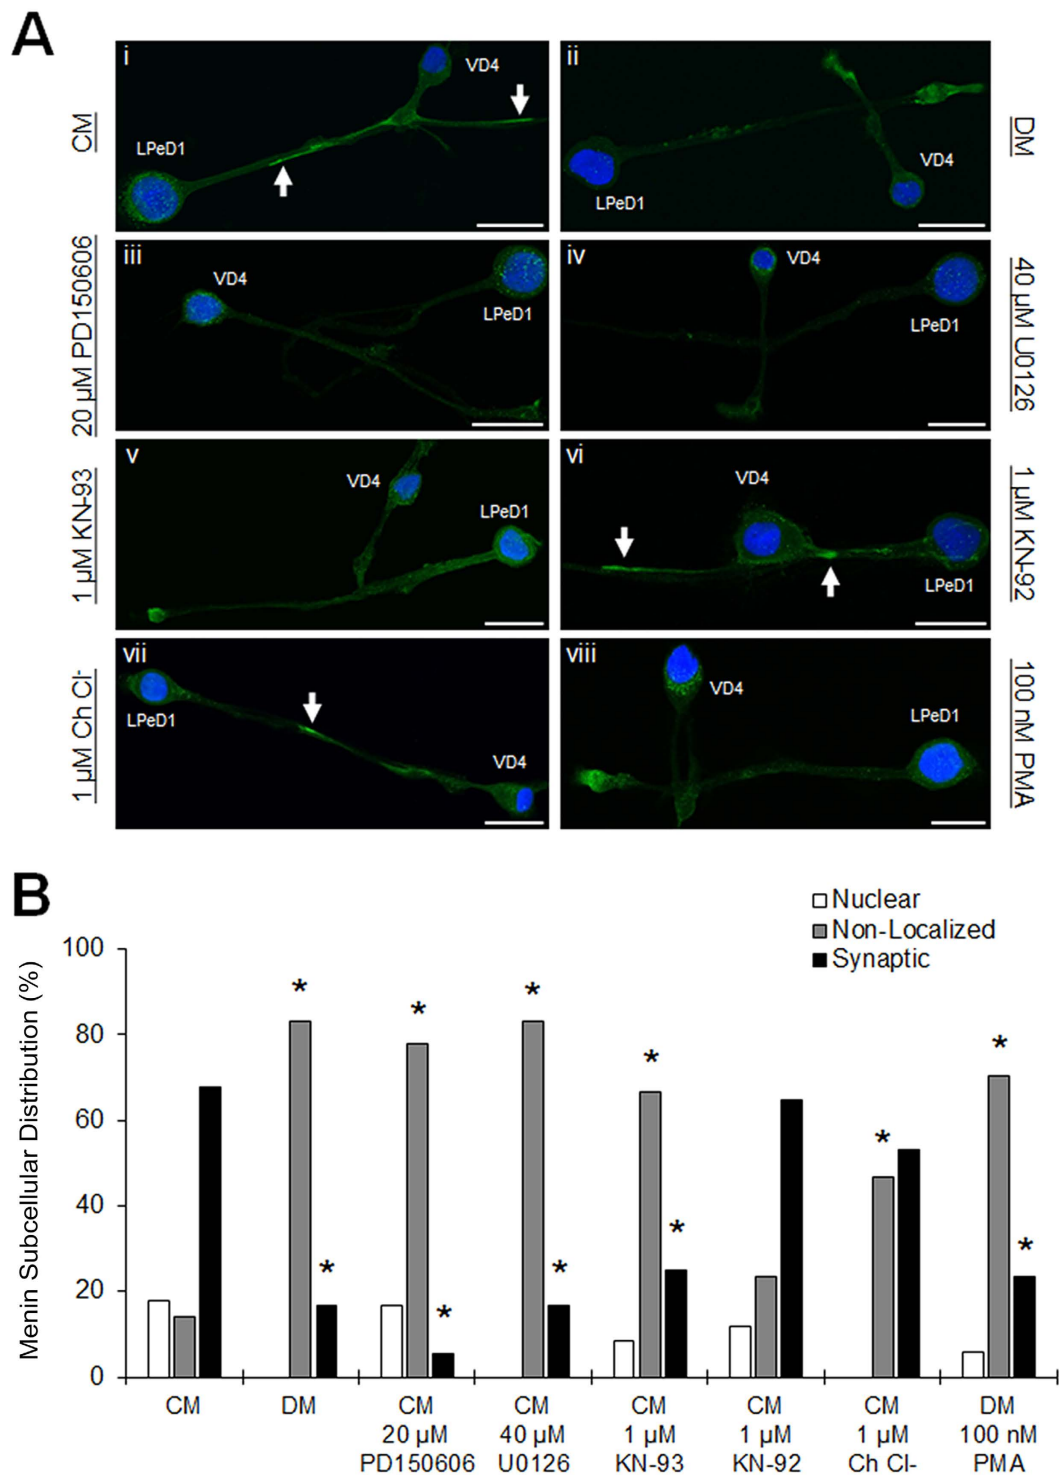 A
i
VD4
LPeD1
CM
ii
VD4
LPeD1
DM
iii
VD4
LPeD1
20 µM PD150606
iv
VD4
LPeD1
40 µM U0126
v
VD4
LPeD1
1 µM KN-93
vi
VD4
LPeD1
1 µM KN-92
vii
LPeD1
VD4
1 µM Ch Cl-
viii
VD4
LPeD1
100 nM PMA
B
Nuclear
Non-Localized
Synaptic
Menin Subcellular Distribution (%)
100
80
60
40
20
0
* * * * * *
* * * * *
CM DM CM CM CM CM CM DM
20 µM 40 µM 1 µM 1 µM 1 µM 100 nM
PD150606 U0126 KN-93 KN-92 Ch Cl- PMA